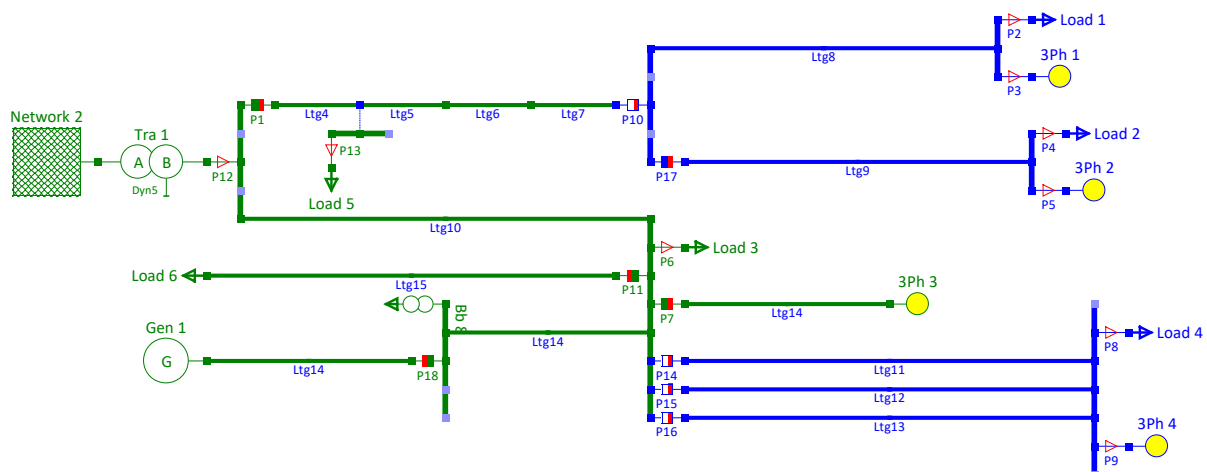 Load 1
P2
3Ph 1
Ltg8
P3
Network 2
Tra 1
P1
Ltg4
Ltg5
Ltg6
Ltg7
P10
A
B
P12
Dyn5
P13
Load 5
P17
Ltg9
P4
Load 2
3Ph 2
P5
Ltg10
P6
Load 3
Load 6
Ltg15
P11
3Ph 3
P7
Ltg14
Bb 8
Gen 1
G
Ltg14
P18
Ltg14
P8
Load 4
P14
Ltg11
P15
Ltg12
P16
Ltg13
3Ph 4
P9